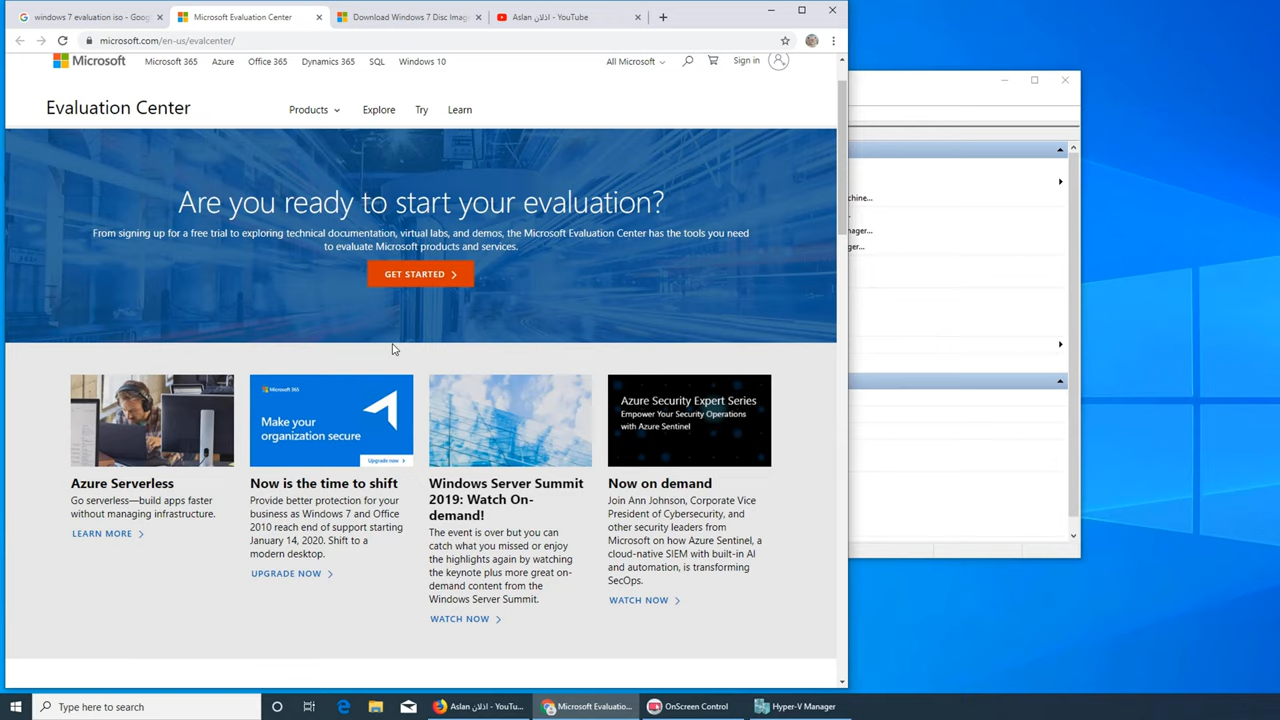 windows 7 evaluation iso - Goog
Microsoft Evaluation Center
Download Windows 7 Disc Imag
Aslan اذلان - YouTube
microsoft.com/en-us/evalcenter/
Microsoft
Microsoft 365
Azure
Office 365
Dynamics 365
SQL
Windows 10
All Microsoft
Sign in
Evaluation Center
Products
Explore
Try
Learn
Are you ready to start your evaluation?
From signing up for a free trial to exploring technical documentation, virtual labs, and demos, the Microsoft Evaluation Center has the tools you need
to evaluate Microsoft products and services.
GET STARTED
chine...
nager...
ger...
Microsoft 365
Make your
organization secure
Upgrade now
Azure Security Expert Series
Empower Your Security Operations
with Azure Sentinel
Azure Serverless
Go serverless—build apps faster
without managing infrastructure.
LEARN MORE
Now is the time to shift
Provide better protection for your
business as Windows 7 and Office
2010 reach end of support starting
January 14, 2020. Shift to a
modern desktop.
UPGRADE NOW
Windows Server Summit
2019: Watch On-
demand!
The event is over but you can
catch what you missed or enjoy
the highlights again by watching
the keynote plus more great on-
demand content from the
Windows Server Summit.
WATCH NOW
Now on demand
Join Ann Johnson, Corporate Vice
President of Cybersecurity, and
other security leaders from
Microsoft on how Azure Sentinel, a
cloud-native SIEM with built-in AI
and automation, is transforming
SecOps.
WATCH NOW
Type here to search
Aslan اذلان - YouTu...
Microsoft Evaluatio...
OnScreen Control
Hyper-V Manager